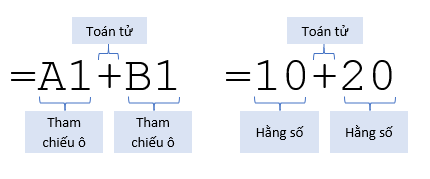 Toán tử
Toán tử
=A1+B1
=10+20
Tham
chiếu ô
Tham
chiếu ô
Hằng số
Hằng số